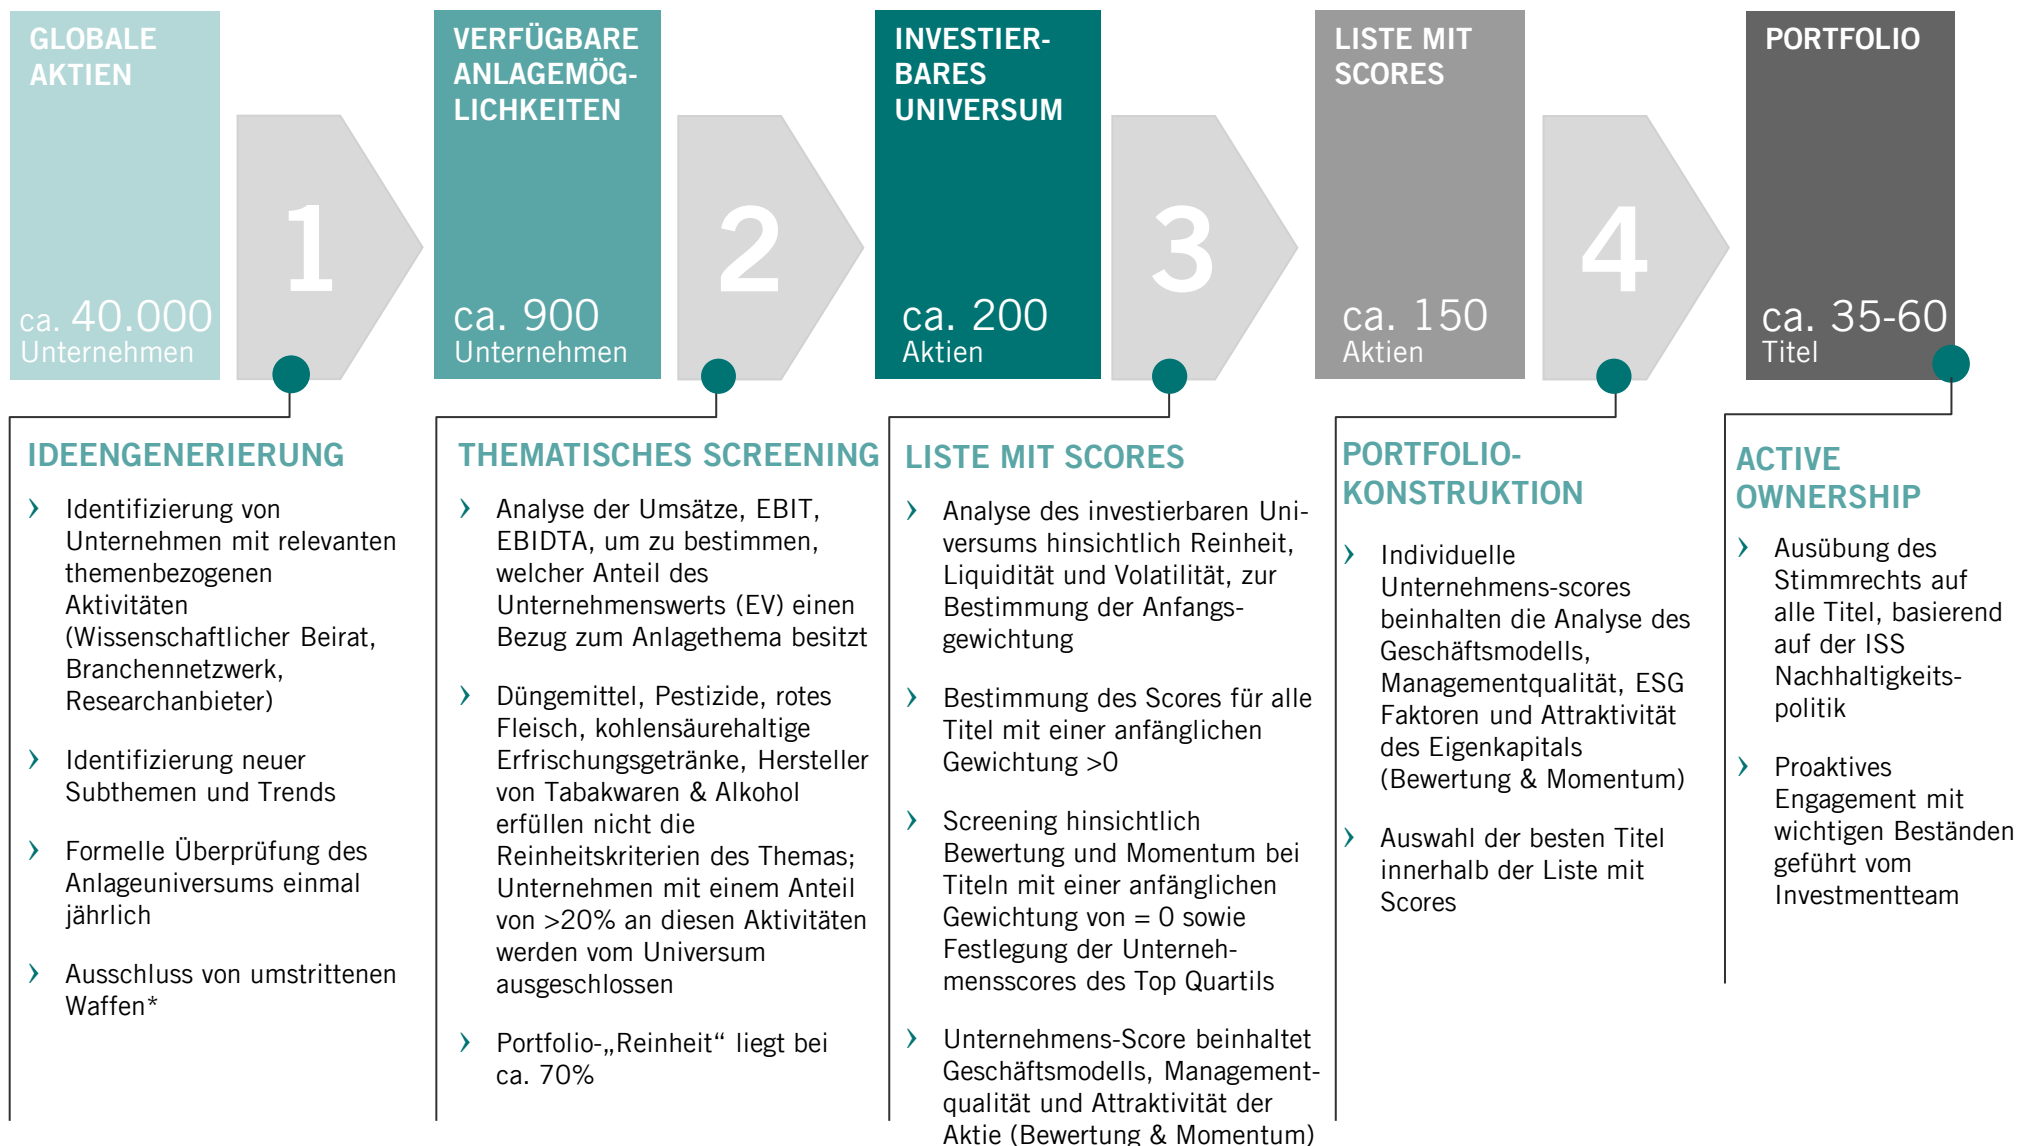 GLOBALE
AKTIEN
ca. 40.000
Unternehmen
1
VERFÜGBARE
ANLAGEMÖG-
LICHKEITEN
ca. 900
Unternehmen
2
INVESTIER-
BARES
UNIVERSUM
ca. 200
Aktien
3
LISTE MIT
SCORES
ca. 150
Aktien
4
PORTFOLIO
ca. 35-60
Titel
IDEENGENERIERUNG
› Identifizierung von
Unternehmen mit relevanten
themenbezogenen
Aktivitäten
(Wissenschaftlicher Beirat,
Branchennetzwerk,
Researchanbieter)
› Identifizierung neuer
Subthemen und Trends
› Formelle Überprüfung des
Anlageuniversums einmal
jährlich
› Ausschluss von umstrittenen
Waffen*
THEMATISCHES SCREENING
› Analyse der Umsätze, EBIT,
EBIDTA, um zu bestimmen,
welcher Anteil des
Unternehmenswerts (EV) einen
Bezug zum Anlagethema besitzt
› Düngemittel, Pestizide, rotes
Fleisch, kohlensäurehaltige
Erfrischungsgetränke, Hersteller
von Tabakwaren & Alkohol
erfüllen nicht die
Reinheitskriterien des Themas;
Unternehmen mit einem Anteil
von >20% an diesen Aktivitäten
werden vom Universum
ausgeschlossen
› Portfolio-„Reinheit“ liegt bei
ca. 70%
LISTE MIT SCORES
› Analyse des investierbaren Uni-
versums hinsichtlich Reinheit,
Liquidität und Volatilität, zur
Bestimmung der Anfangs-
gewichtung
› Bestimmung des Scores für alle
Titel mit einer anfänglichen
Gewichtung >0
› Screening hinsichtlich
Bewertung und Momentum bei
Titeln mit einer anfänglichen
Gewichtung von = 0 sowie
Festlegung der Unterneh-
mensscores des Top Quartils
› Unternehmens-Score beinhaltet
Geschäftsmodells, Management-
qualität und Attraktivität der
Aktie (Bewertung & Momentum)
PORTFOLIO-
KONSTRUKTION
› Individuelle
Unternehmens-scores
beinhalten die Analyse des
Geschäftsmodells,
Managementqualität, ESG
Faktoren und Attraktivität
des Eigenkapitals
(Bewertung & Momentum)
› Auswahl der besten Titel
innerhalb der Liste mit
Scores
ACTIVE
OWNERSHIP
› Ausübung des
Stimmrechts auf
alle Titel, basierend
auf der ISS
Nachhaltigkeits-
politik
› Proaktives
Engagement mit
wichtigen Beständen
geführt vom
Investmentteam